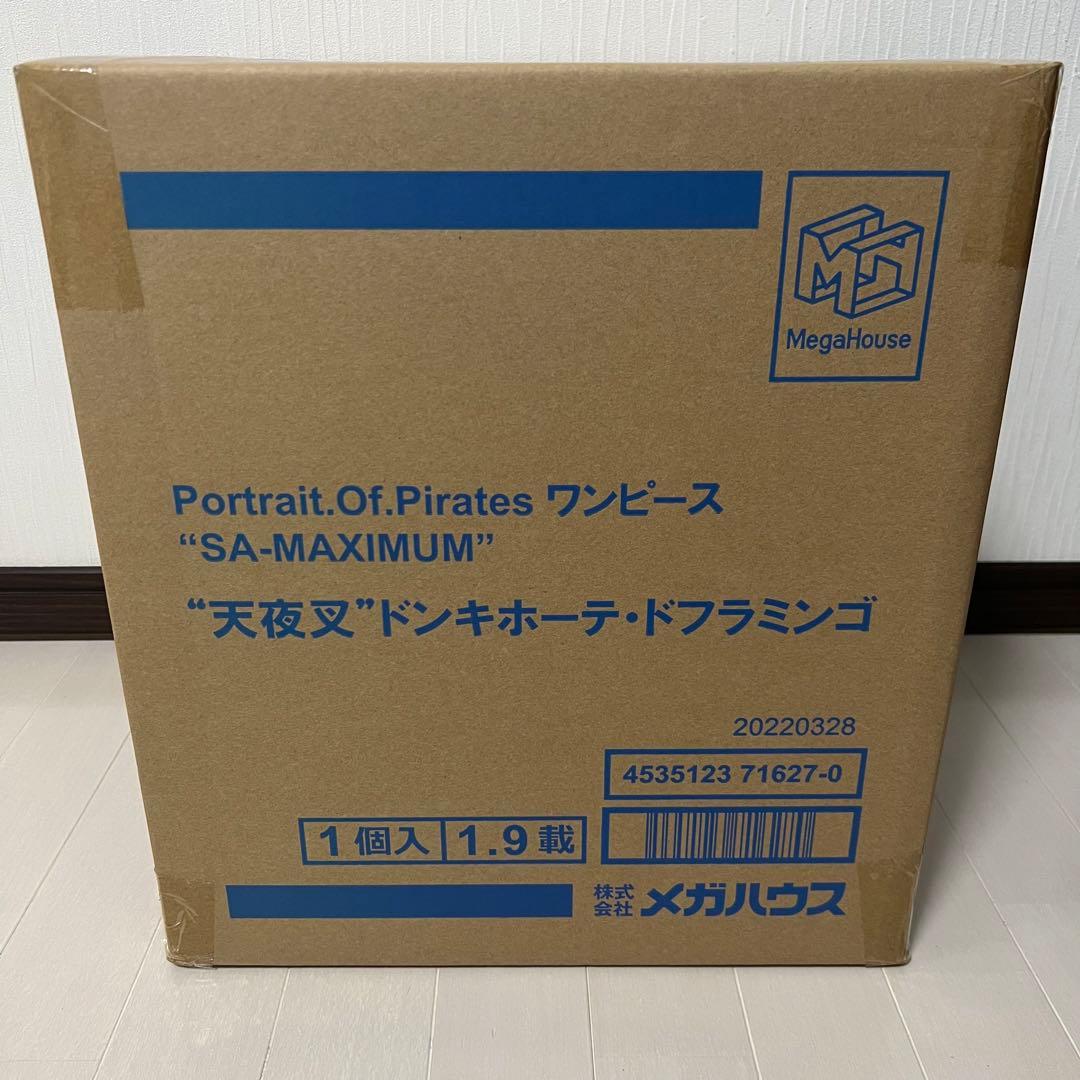 MegaHouse
Portrait.Of.Pirates ワンピース
“SA-MAXIMUM”
“天夜叉”ドンキホーテ・ドフラミンゴ
20220328
4535123 71627-0
1個入 1.9載
株式会社 メガハウス